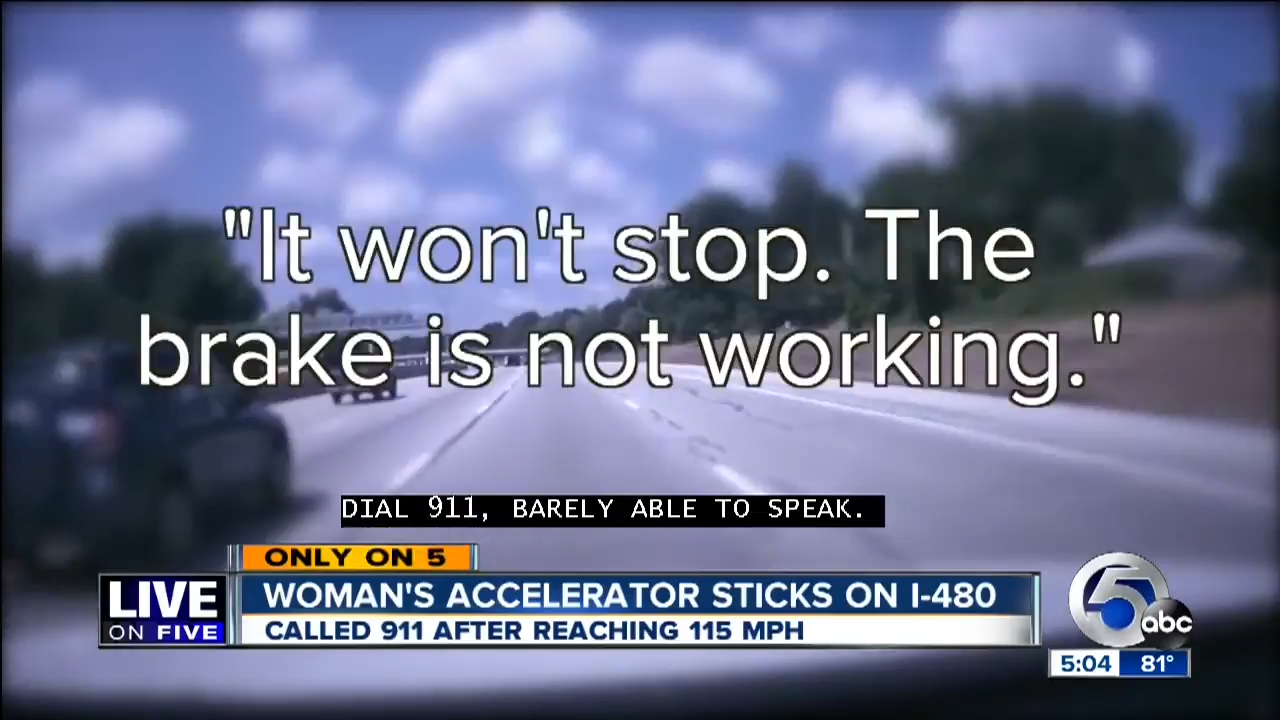 "It won't stop. The
brake is not working."
DIAL 911, BARELY ABLE TO SPEAK.
ONLY ON 5
LIVE
ON FIVE
WOMAN'S ACCELERATOR STICKS ON I-480
CALLED 911 AFTER REACHING 115 MPH
5
abc
5:04 81°